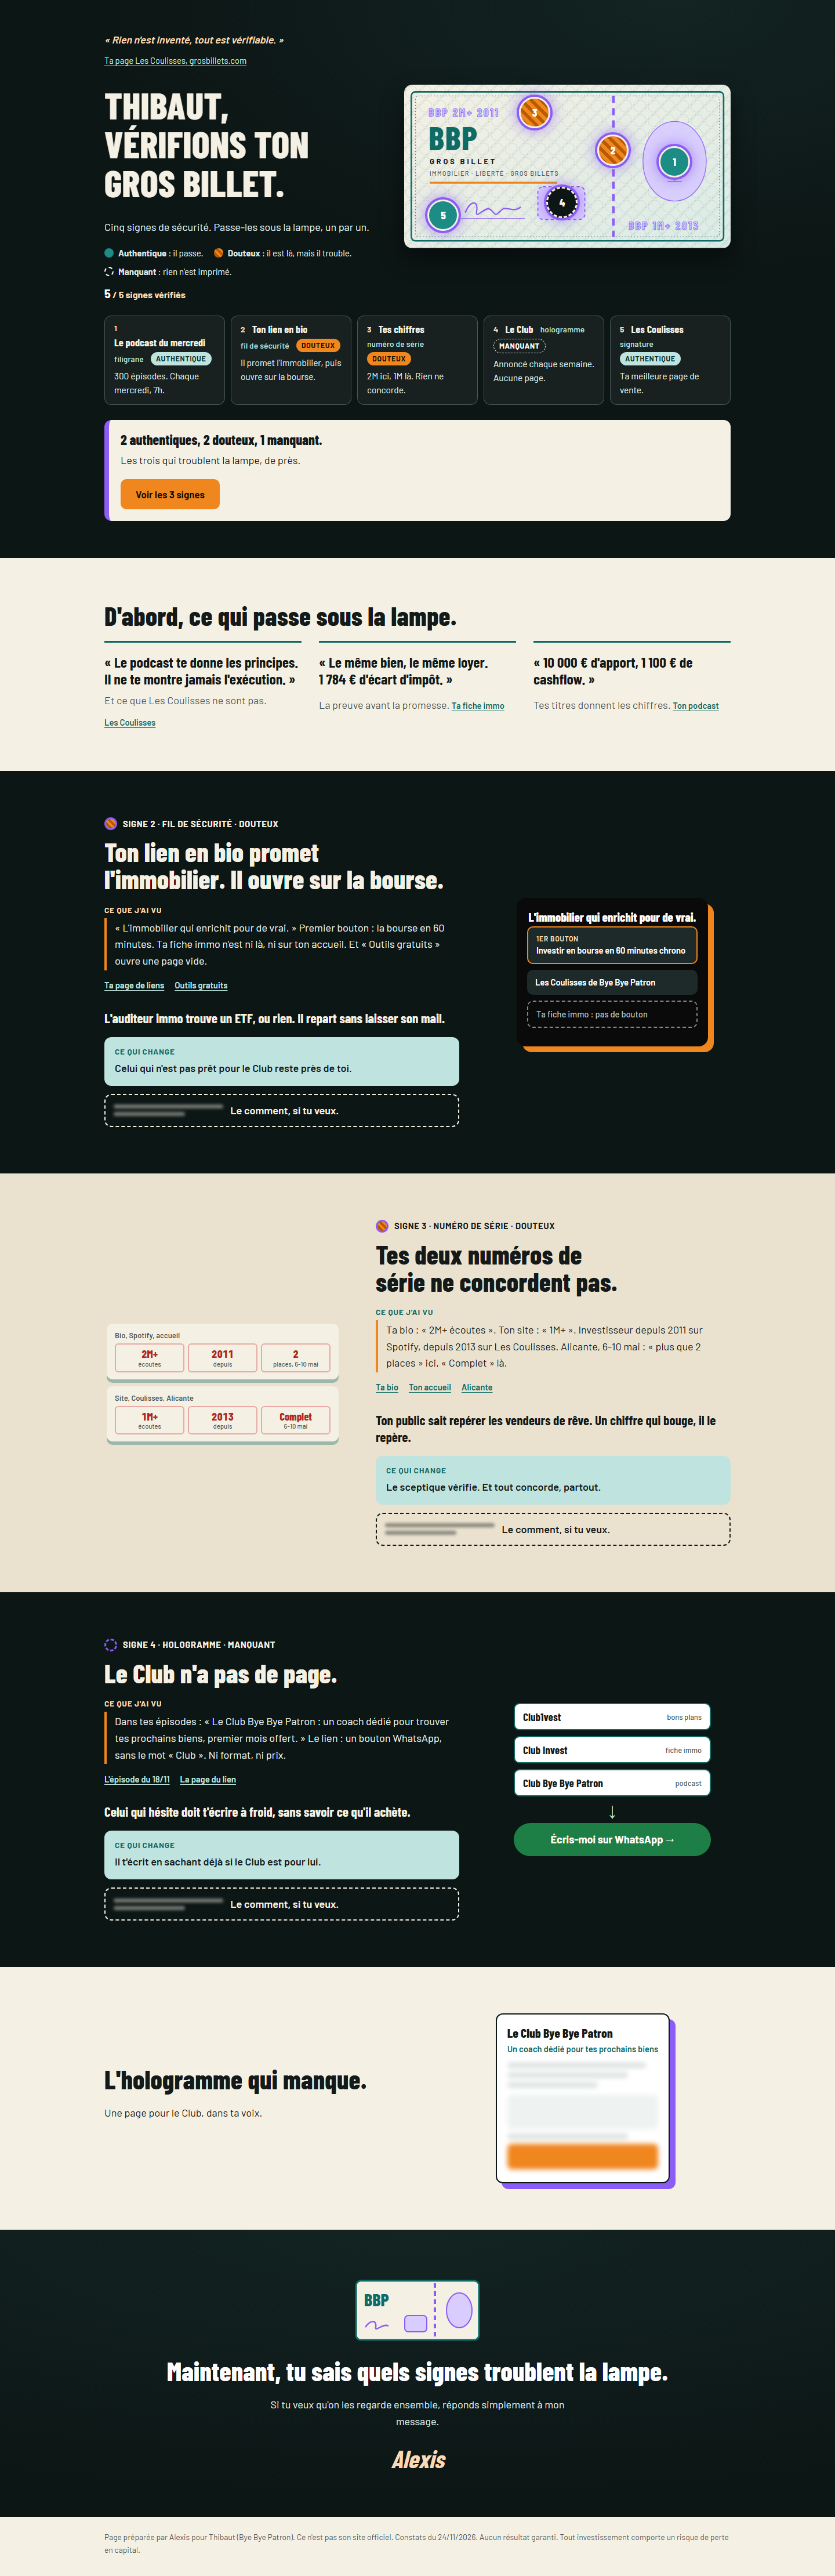 « Rien n'est inventé, tout est vérifiable. »
Ta page Les Coulisses, grosbillets.com
THIBAUT,
VÉRIFIONS TON
GROS BILLET.
Cinq signes de sécurité. Passe-les sous la lampe, un par un.
Authentique : il passe. Douteux : il est là, mais il trouble.
Manquant : rien n'est imprimé.
5 / 5 signes vérifiés
BBP 2M+ 2011
BBP
GROS BILLET
IMMOBILIER · LIBERTÉ · GROS BILLETS
BBP 1M+ 2013
3
2
1
4
5
1
Le podcast du mercredi
filigrane AUTHENTIQUE
300 épisodes. Chaque
mercredi, 7h.
2 Ton lien en bio
fil de sécurité DOUTEUX
Il promet l'immobilier, puis
ouvre sur la bourse.
3 Tes chiffres
numéro de série
DOUTEUX
2M ici, 1M là. Rien ne
concorde.
4 Le Club hologramme
MANQUANT
Annoncé chaque semaine.
Aucune page.
5 Les Coulisses
signature
AUTHENTIQUE
Ta meilleure page de
vente.
2 authentiques, 2 douteux, 1 manquant.
Les trois qui troublent la lampe, de près.
Voir les 3 signes
D'abord, ce qui passe sous la lampe.
« Le podcast te donne les principes.
Il ne te montre jamais l'exécution. »
Et ce que Les Coulisses ne sont pas.
Les Coulisses
« Le même bien, le même loyer.
1 784 € d'écart d'impôt. »
La preuve avant la promesse. Ta fiche immo
« 10 000 € d'apport, 1 100 € de
cashflow. »
Tes titres donnent les chiffres. Ton podcast
SIGNE 2 · FIL DE SÉCURITÉ · DOUTEUX
Ton lien en bio promet
l'immobilier. Il ouvre sur la bourse.
CE QUE J'AI VU
« L'immobilier qui enrichit pour de vrai. » Premier bouton : la bourse en 60
minutes. Ta fiche immo n'est ni là, ni sur ton accueil. Et « Outils gratuits »
ouvre une page vide.
Ta page de liens Outils gratuits
L'auditeur immo trouve un ETF, ou rien. Il repart sans laisser son mail.
CE QUI CHANGE
Celui qui n'est pas prêt pour le Club reste près de toi.
Le comment, si tu veux.
L'immobilier qui enrichit pour de vrai.
1ER BOUTON
Investir en bourse en 60 minutes chrono
Les Coulisses de Bye Bye Patron
Ta fiche immo : pas de bouton
SIGNE 3 · NUMÉRO DE SÉRIE · DOUTEUX
Tes deux numéros de
série ne concordent pas.
CE QUE J'AI VU
Ta bio : « 2M+ écoutes ». Ton site : « 1M+ ». Investisseur depuis 2011 sur
Spotify, depuis 2013 sur Les Coulisses. Alicante, 6-10 mai : « plus que 2
places » ici, « Complet » là.
Ta bio Ton accueil Alicante
Ton public sait repérer les vendeurs de rêve. Un chiffre qui bouge, il le
repère.
CE QUI CHANGE
Le sceptique vérifie. Et tout concorde, partout.
Le comment, si tu veux.
Bio, Spotify, accueil
2M+ 2011 2
écoutes depuis places, 6-10 mai
Site, Coulisses, Alicante
1M+ 2013 Complet
écoutes depuis 6-10 mai
SIGNE 4 · HOLOGRAMME · MANQUANT
Le Club n'a pas de page.
CE QUE J'AI VU
Dans tes épisodes : « Le Club Bye Bye Patron : un coach dédié pour trouver
tes prochains biens, premier mois offert. » Le lien : un bouton WhatsApp,
sans le mot « Club ». Ni format, ni prix.
L'épisode du 18/11 La page du lien
Celui qui hésite doit t'écrire à froid, sans savoir ce qu'il achète.
CE QUI CHANGE
Il t'écrit en sachant déjà si le Club est pour lui.
Le comment, si tu veux.
Club1vest bons plans
Club Invest fiche immo
Club Bye Bye Patron podcast
↓
Écris-moi sur WhatsApp →
L'hologramme qui manque.
Une page pour le Club, dans ta voix.
Le Club Bye Bye Patron
Un coach dédié pour tes prochains biens
BBP
Maintenant, tu sais quels signes troublent la lampe.
Si tu veux qu'on les regarde ensemble, réponds simplement à mon
message.
Alexis
Page préparée par Alexis pour Thibaut (Bye Bye Patron). Ce n'est pas son site officiel. Constats du 24/11/2026. Aucun résultat garanti. Tout investissement comporte un risque de perte
en capital.